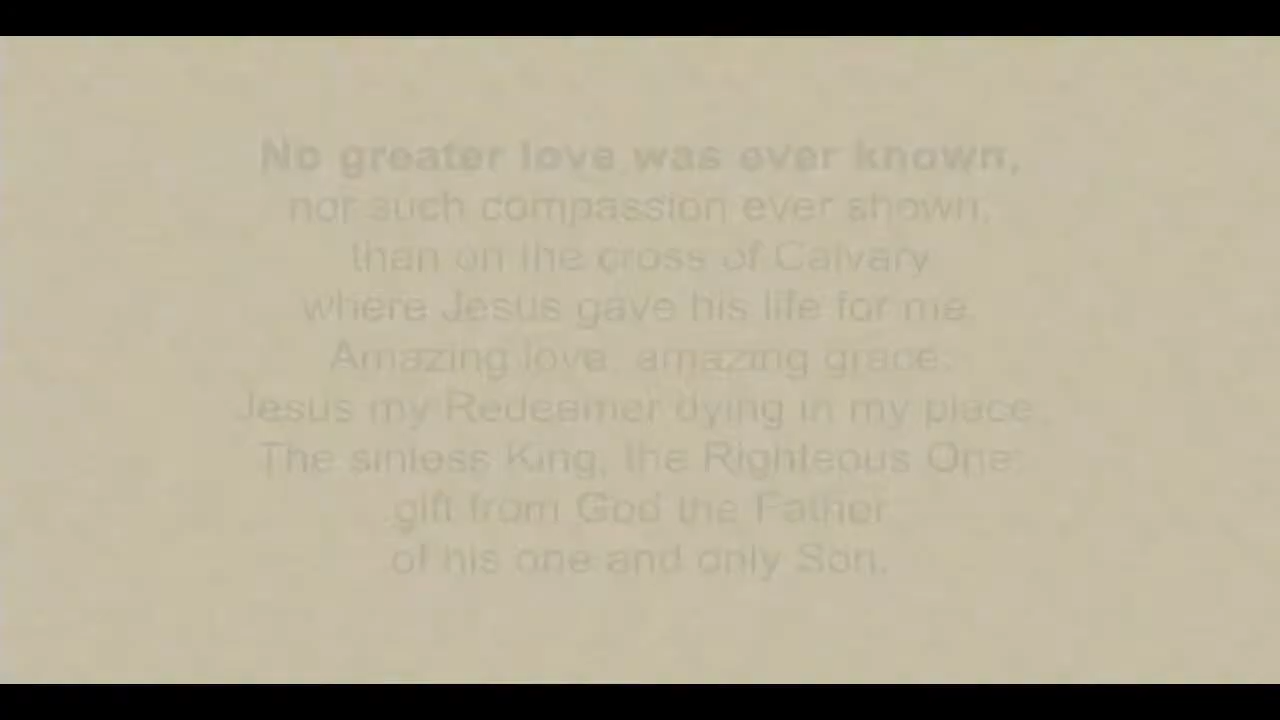 No greater love was ever known,
nor such compassion ever shown,
than on the cross of Calvary
where Jesus gave his life for me.
Amazing love, amazing grace;
Jesus my Redeemer dying in my place.
The sinless King, the Righteous One:
gift from God the Father
of his one and only Son.